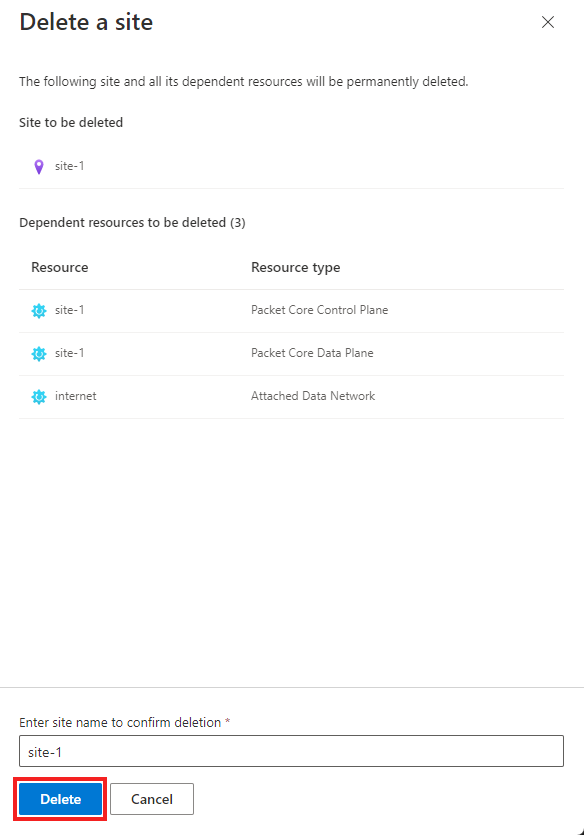 Delete a site
The following site and all its dependent resources will be permanently deleted.
Site to be deleted
site-1
Dependent resources to be deleted (3)
Resource Resource type
site-1 Packet Core Control Plane
site-1 Packet Core Data Plane
internet Attached Data Network
Enter site name to confirm deletion *
site-1
Delete Cancel